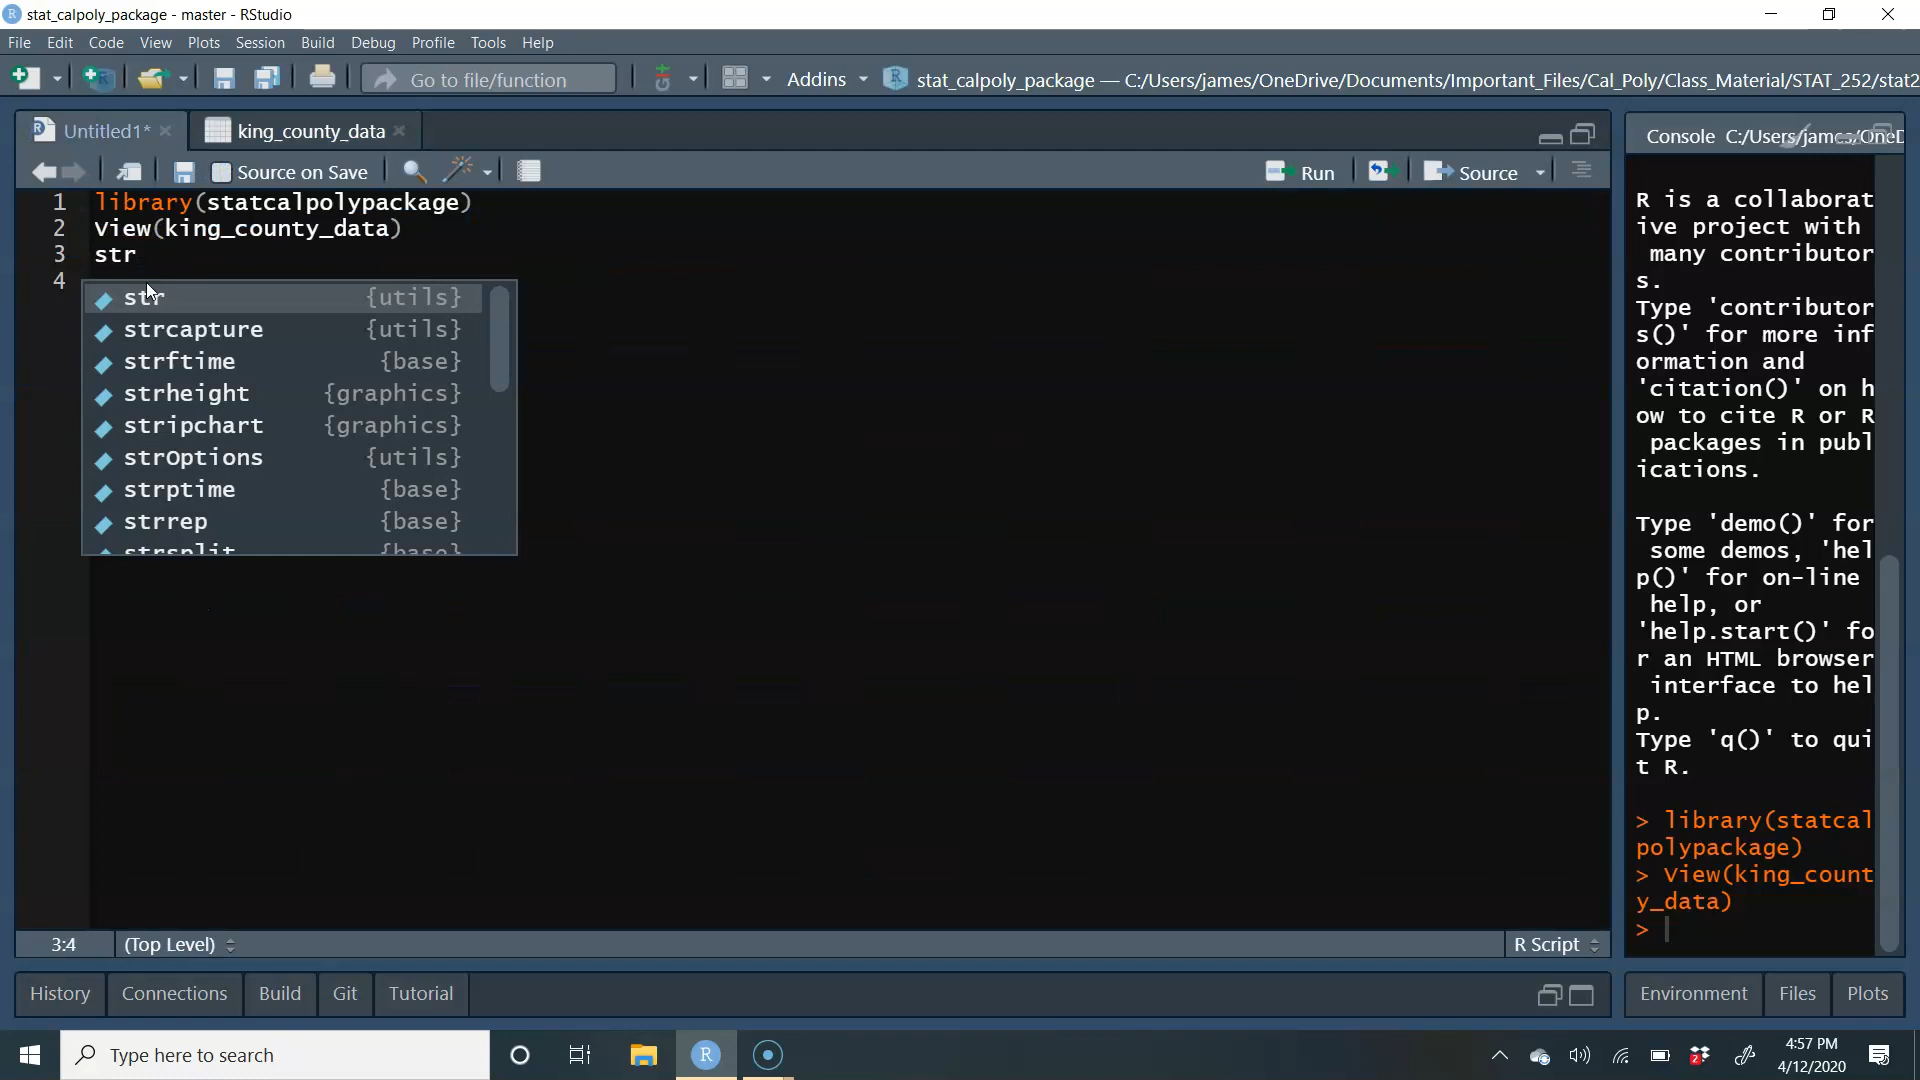 stat_calpoly_package - master - RStudio
File Edit Code View Plots Session Build Debug Profile Tools Help
Go to file/function Addins stat_calpoly_package — C:/Users/james/OneDrive/Documents/Important_Files/Cal_Poly/Class_Material/STAT_252/stat2
Untitled1* king_county_data
Source on Save Run Source
1 library(statcalpolypackage)
2 View(king_county_data)
3 str
4
str {utils}
strcapture {utils}
strftime {base}
strheight {graphics}
stripchart {graphics}
strOptions {utils}
strptime {base}
strrep {base}
strsplit {base}
3:4 (Top Level) R Script
History Connections Build Git Tutorial
Console C:/Users/james/OneD
R is a collaborat
ive project with
many contributor
s.
Type 'contributor
s()' for more inf
ormation and
'citation()' on h
ow to cite R or R
packages in publ
ications.
Type 'demo()' for
some demos, 'hel
p()' for on-line
help, or
'help.start()' fo
r an HTML browser
interface to hel
p.
Type 'q()' to qui
t R.
> library(statcal
polypackage)
> View(king_count
y_data)
>
Environment Files Plots
Type here to search
4:57 PM
4/12/2020